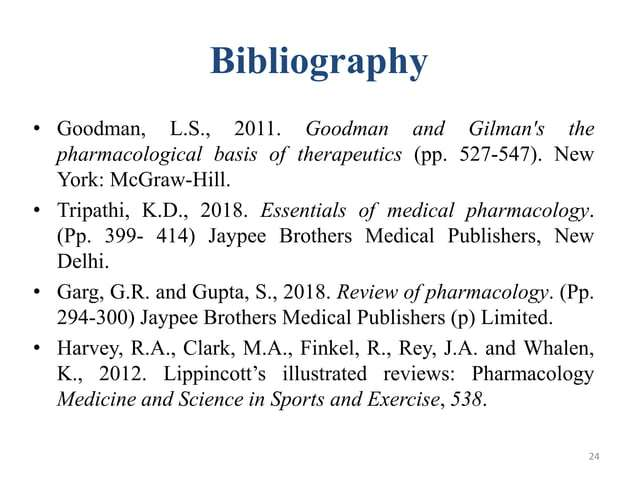 Bibliography
• Goodman, L.S., 2011. Goodman and Gilman's the
pharmacological basis of therapeutics (pp. 527-547). New
York: McGraw-Hill.
• Tripathi, K.D., 2018. Essentials of medical pharmacology.
(Pp. 399- 414) Jaypee Brothers Medical Publishers, New
Delhi.
• Garg, G.R. and Gupta, S., 2018. Review of pharmacology. (Pp.
294-300) Jaypee Brothers Medical Publishers (p) Limited.
• Harvey, R.A., Clark, M.A., Finkel, R., Rey, J.A. and Whalen,
K., 2012. Lippincott’s illustrated reviews: Pharmacology
Medicine and Science in Sports and Exercise, 538.
24